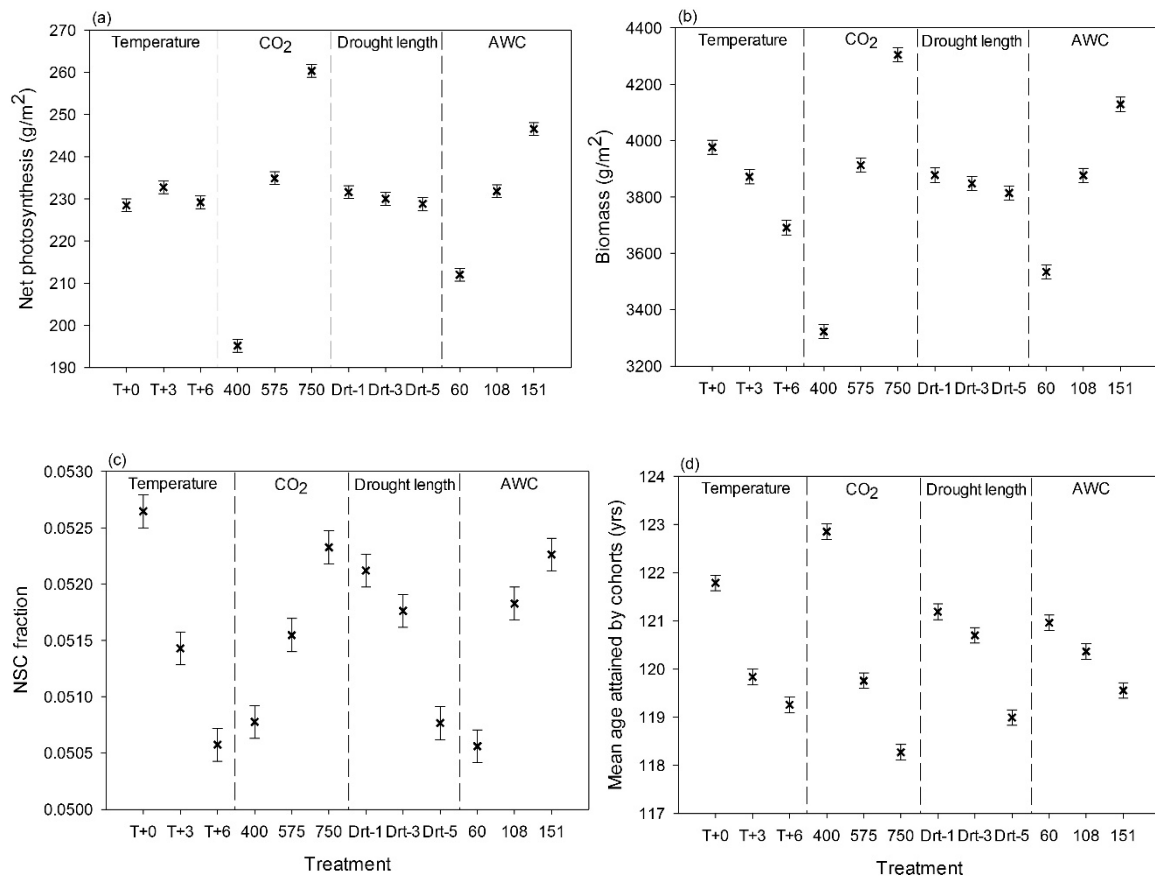 (a)
Temperature CO2 Drought length AWC
Net photosynthesis (g/m2)
270
260
250
240
230
220
210
200
190
T+0 T+3 T+6 400 575 750 Drt-1 Drt-3 Drt-5 60 108 151
(b)
Temperature CO2 Drought length AWC
Biomass (g/m2)
4400
4200
4000
3800
3600
3400
3200
T+0 T+3 T+6 400 575 750 Drt-1 Drt-3 Drt-5 60 108 151
(c)
Temperature CO2 Drought length AWC
NSC fraction
0.0530
0.0525
0.0520
0.0515
0.0510
0.0505
0.0500
T+0 T+3 T+6 400 575 750 Drt-1 Drt-3 Drt-5 60 108 151
Treatment
(d)
Temperature CO2 Drought length AWC
Mean age attained by cohorts (yrs)
124
123
122
121
120
119
118
117
T+0 T+3 T+6 400 575 750 Drt-1 Drt-3 Drt-5 60 108 151
Treatment